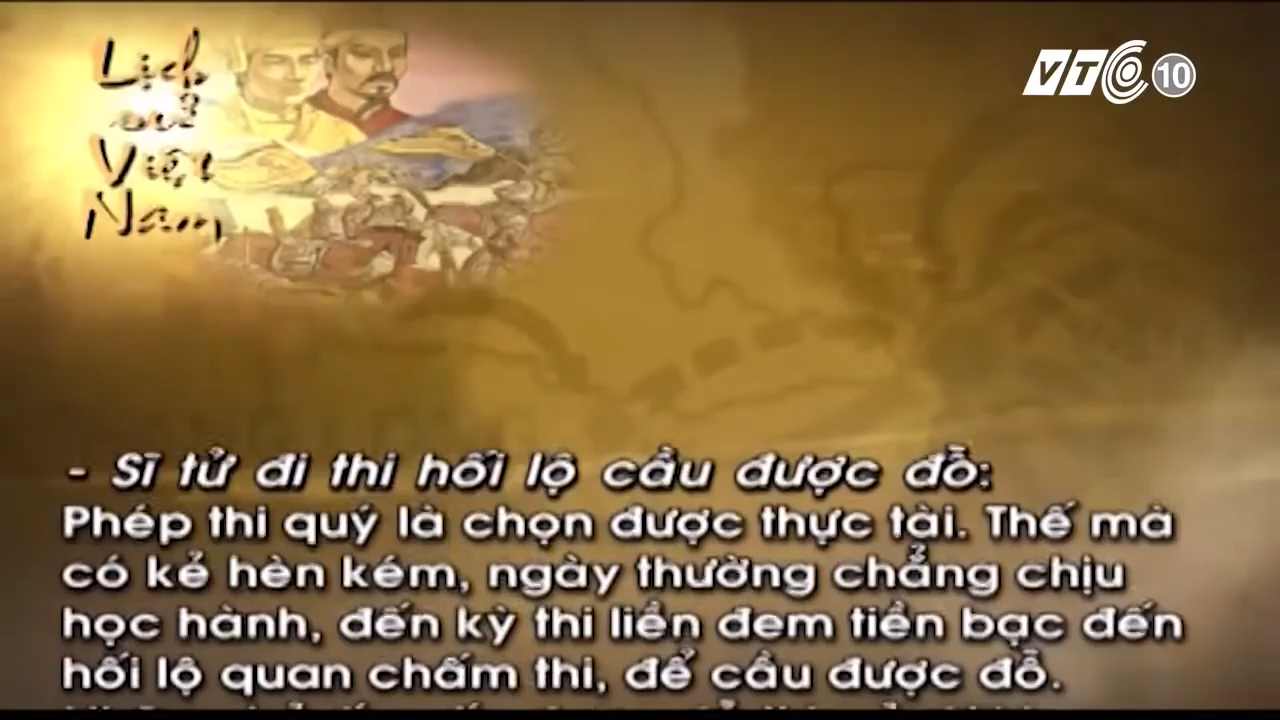 Lịch
sử
Việt
Nam
VTC 10
- Sĩ tử đi thi hối lộ cầu được đỗ:
Phép thi quý là chọn được thực tài. Thế mà
có kẻ hèn kém, ngày thường chẳng chịu
học hành, đến kỳ thi liền đem tiền bạc đến
hối lộ quan chấm thi, để cầu được đỗ.